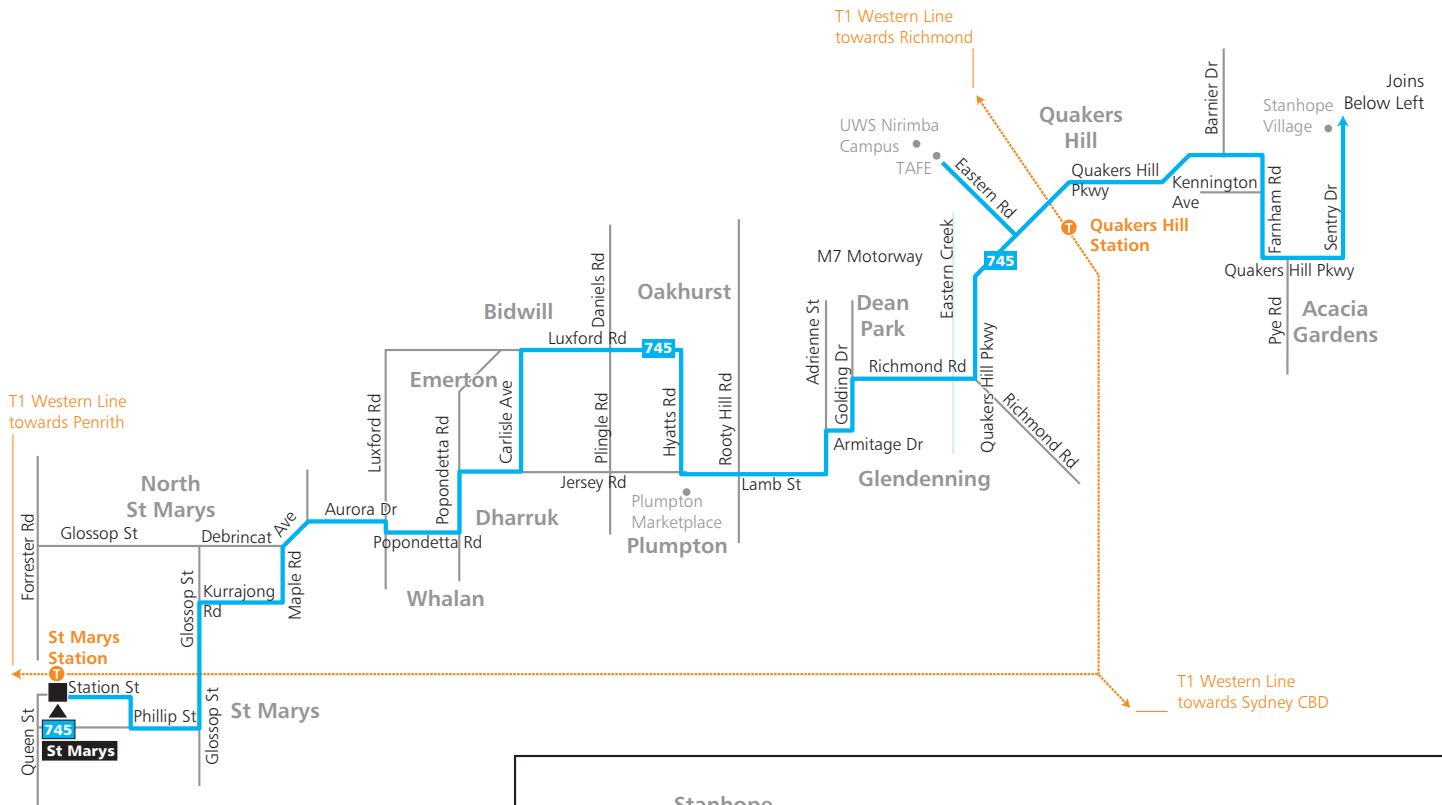 T1 Western Line
towards Richmond
Joins
Below Left
Stanhope
Village
Barnier Dr
Quakers
Hill
UWS Nirimba
Campus
TAFE
Eastern Rd
Quakers Hill
Pkwy
Kennington
Ave
Farnham Rd
Sentry Dr
Quakers Hill
Station
M7 Motorway
Eastern Creek
745
Quakers Hill Pkwy
Pye Rd
Acacia
Gardens
Daniels Rd
Oakhurst
Bidwill
Luxford Rd
745
Adrienne St
Dean
Park
Golding Dr
Richmond Rd
Quakers Hill Pkwy
Richmond Rd
Emerton
Carlisle Ave
Luxford Rd
Popondetta Rd
Plingle Rd
Hyatts Rd
Rooty Hill Rd
Armitage Dr
Glendenning
T1 Western Line
towards Penrith
Jersey Rd
Lamb St
Plumpton
Marketplace
Plumpton
North
St Marys
Aurora Dr
Dharruk
Popondetta Rd
Whalan
Forrester Rd
Glossop St
Debrincat Ave
Maple Rd
Glossop St
Kurrajong
Rd
St Marys
Station
T
T
Station St
Phillip St
Queen St
745
St Marys
Glossop St
St Marys
T1 Western Line
towards Sydney CBD
Stanhope